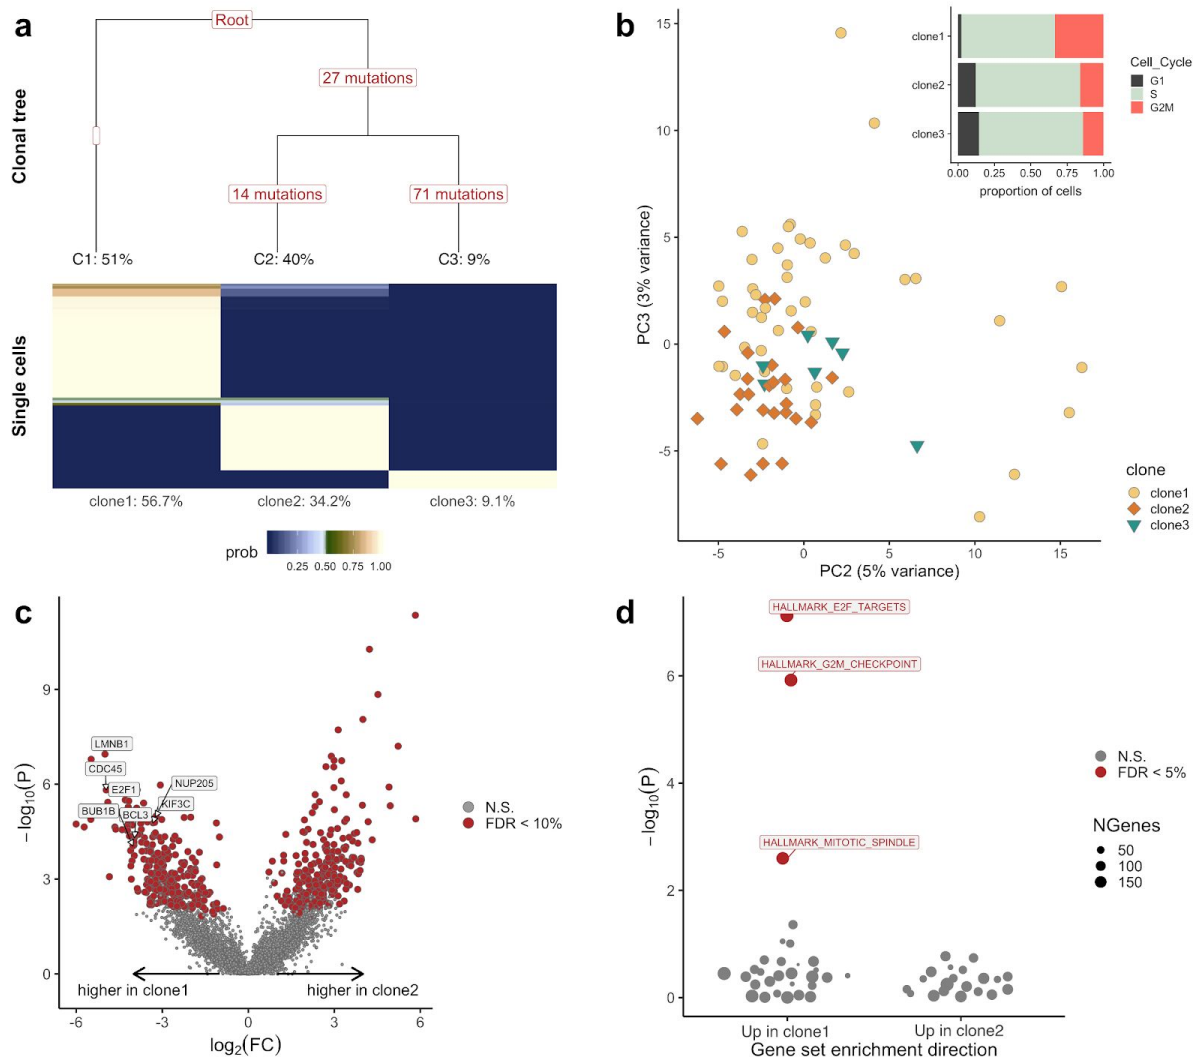 a
Clonal tree
Root
27 mutations
14 mutations
71 mutations
C1: 51%
C2: 40%
C3: 9%
Single cells
clone1: 56.7%
clone2: 34.2%
clone3: 9.1%
prob
0.25 0.50 0.75 1.00
b
PC3 (3% variance)
15
10
5
0
-5
-5 0 5 10 15
PC2 (5% variance)
clone1
clone2
clone3
0.00 0.25 0.50 0.75 1.00
proportion of cells
Cell_Cycle
G1
S
G2M
clone
clone1
clone2
clone3
c
−log10(P)
9
6
3
0
LMNB1
CDC45
E2F1
NUP205
BUB1B
BCL3
KIF3C
higher in clone1
higher in clone2
-6 -3 0 3 6
log2(FC)
N.S.
FDR < 10%
d
−log10(P)
6
4
2
0
HALLMARK_E2F_TARGETS
HALLMARK_G2M_CHECKPOINT
HALLMARK_MITOTIC_SPINDLE
Up in clone1
Up in clone2
Gene set enrichment direction
N.S.
FDR < 5%
NGenes
50
100
150